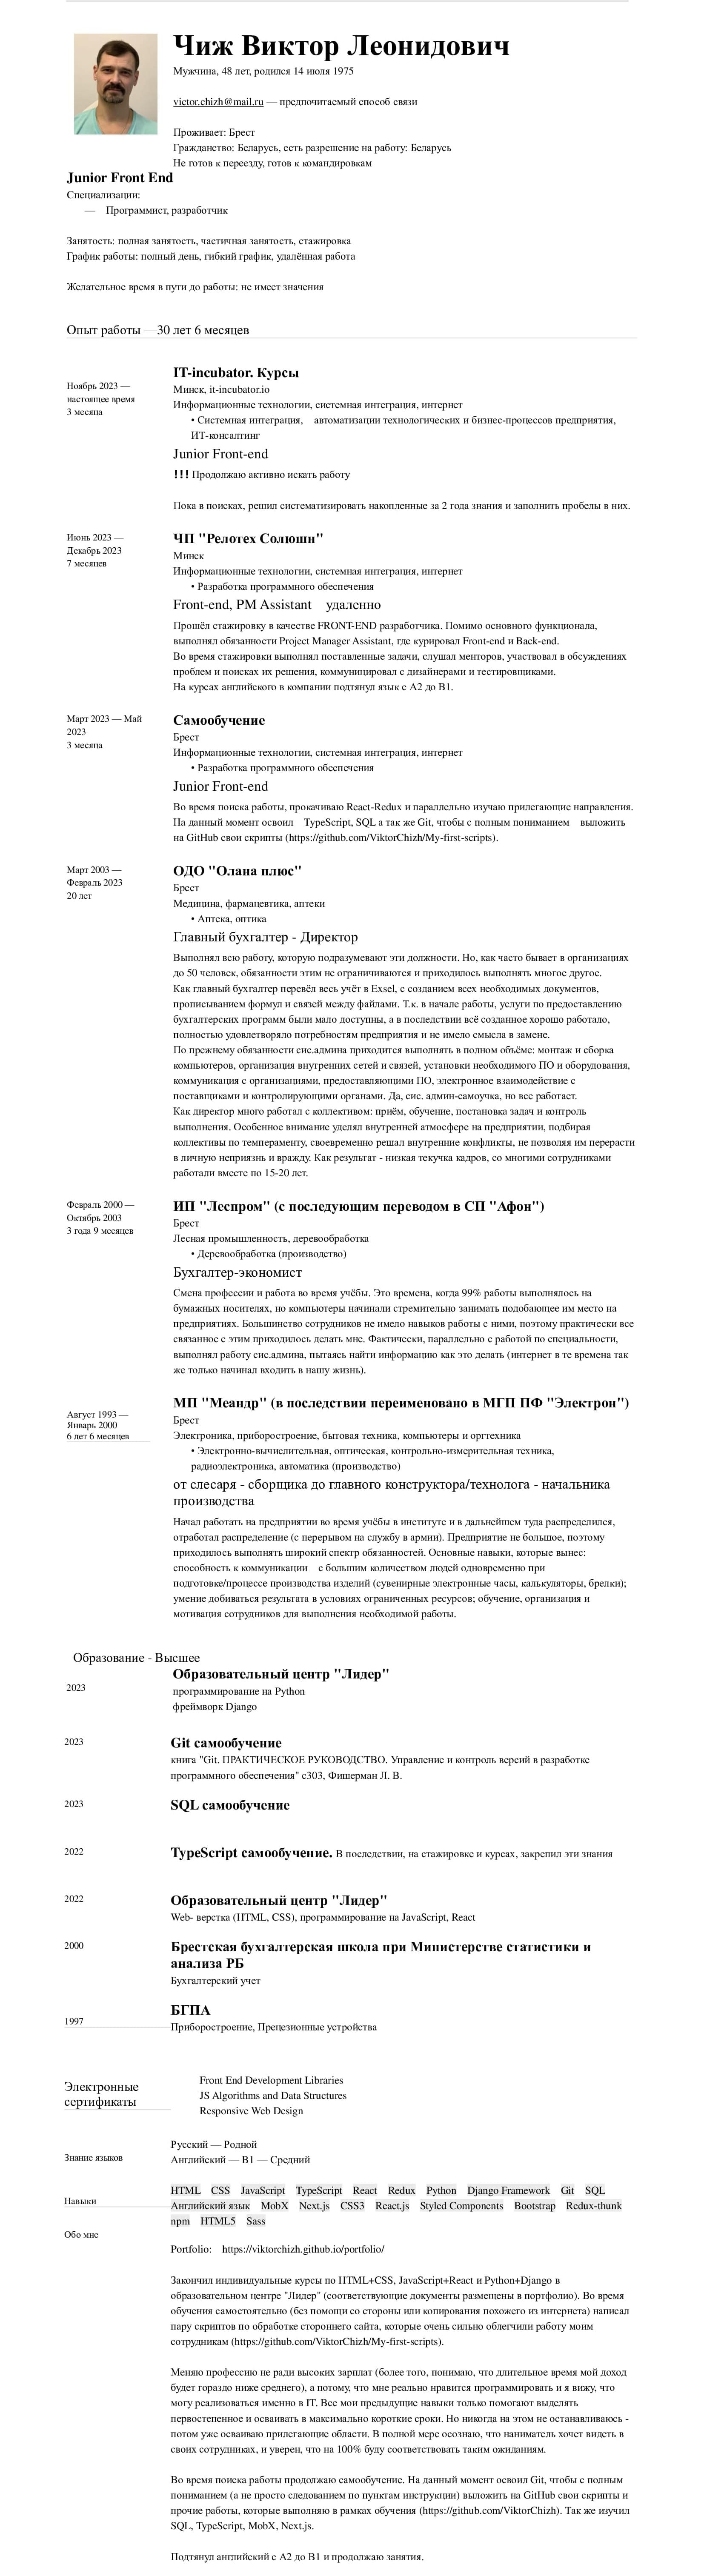 Чиж Виктор Леонидович
Мужчина, 48 лет, родился 14 июля 1975
victor.chizh@mail.ru — предпочитаемый способ связи
Проживает: Брест
Гражданство: Беларусь, есть разрешение на работу: Беларусь
Не готов к переезду, готов к командировкам
Junior Front End
Специализации:
— Программист, разработчик
Занятость: полная занятость, частичная занятость, стажировка
График работы: полный день, гибкий график, удалённая работа
Желательное время в пути до работы: не имеет значения
Опыт работы —30 лет 6 месяцев
Ноябрь 2023 —
настоящее время
3 месяца
IT-incubator. Курсы
Минск, it-incubator.io
Информационные технологии, системная интеграция, интернет
• Системная интеграция, автоматизации технологических и бизнес-процессов предприятия,
ИТ-консалтинг
Junior Front-end
!!! Продолжаю активно искать работу
Пока в поисках, решил систематизировать накопленные за 2 года знания и заполнить пробелы в них.
Июнь 2023 —
Декабрь 2023
7 месяцев
ЧП "Релотех Солюшн"
Минск
Информационные технологии, системная интеграция, интернет
• Разработка программного обеспечения
Front-end, PM Assistant удаленно
Прошёл стажировку в качестве FRONT-END разработчика. Помимо основного функционала,
выполнял обязанности Project Manager Assistant, где курировал Front-end и Back-end.
Во время стажировки выполнял поставленные задачи, слушал менторов, участвовал в обсуждениях
проблем и поисках их решения, коммуницировал с дизайнерами и тестировщиками.
На курсах английского в компании подтянул язык с А2 до В1.
Март 2023 — Май
2023
3 месяца
Самообучение
Брест
Информационные технологии, системная интеграция, интернет
• Разработка программного обеспечения
Junior Front-end
Во время поиска работы, прокачиваю React-Redux и параллельно изучаю прилегающие направления.
На данный момент освоил TypeScript, SQL а так же Git, чтобы с полным пониманием выложить
на GitHub свои скрипты (https://github.com/ViktorChizh/My-first-scripts).
Март 2003 —
Февраль 2023
20 лет
ОДО "Олана плюс"
Брест
Медицина, фармацевтика, аптеки
• Аптека, оптика
Главный бухгалтер - Директор
Выполнял всю работу, которую подразумевают эти должности. Но, как часто бывает в организациях
до 50 человек, обязанности этим не ограничиваются и приходилось выполнять многое другое.
Как главный бухгалтер перевёл весь учёт в Exsel, с созданием всех необходимых документов,
прописыванием формул и связей между файлами. Т.к. в начале работы, услуги по предоставлению
бухгалтерских программ были мало доступны, а в последствии всё созданное хорошо работало,
полностью удовлетворяло потребностям предприятия и не имело смысла в замене.
По прежнему обязанности сис.админа приходится выполнять в полном объёме: монтаж и сборка
компьютеров, организация внутренних сетей и связей, установки необходимого ПО и оборудования,
коммуникация с организациями, предоставляющими ПО, электронное взаимодействие с
поставщиками и контролирующими органами. Да, сис. админ-самоучка, но все работает.
Как директор много работал с коллективом: приём, обучение, постановка задач и контроль
выполнения. Особенное внимание уделял внутренней атмосфере на предприятии, подбирая
коллективы по темпераменту, своевременно решал внутренние конфликты, не позволяя им перерасти
в личную неприязнь и вражду. Как результат - низкая текучка кадров, со многими сотрудниками
работали вместе по 15-20 лет.
Февраль 2000 —
Октябрь 2003
3 года 9 месяцев
ИП "Леспром" (с последующим переводом в СП "Афон")
Брест
Лесная промышленность, деревообработка
• Деревообработка (производство)
Бухгалтер-экономист
Смена профессии и работа во время учёбы. Это времена, когда 99% работы выполнялось на
бумажных носителях, но компьютеры начинали стремительно занимать подобающее им место на
предприятиях. Большинство сотрудников не имело навыков работы с ними, поэтому практически все
связанное с этим приходилось делать мне. Фактически, параллельно с работой по специальности,
выполнял работу сис.админа, пытаясь найти информацию как это делать (интернет в те времена так
же только начинал входить в нашу жизнь).
Август 1993 —
Январь 2000
6 лет 6 месяцев
МП "Меандр" (в последствии переименовано в МГП ПФ "Электрон")
Брест
Электроника, приборостроение, бытовая техника, компьютеры и оргтехника
• Электронно-вычислительная, оптическая, контрольно-измерительная техника,
радиоэлектроника, автоматика (производство)
от слесаря - сборщика до главного конструктора/технолога - начальника
производства
Начал работать на предприятии во время учёбы в институте и в дальнейшем туда распределился,
отработал распределение (с перерывом на службу в армии). Предприятие не большое, поэтому
приходилось выполнять широкий спектр обязанностей. Основные навыки, которые вынес:
способность к коммуникации с большим количеством людей одновременно при
подготовке/процессе производства изделий (сувенирные электронные часы, калькуляторы, брелки);
умение добиваться результата в условиях ограниченных ресурсов; обучение, организация и
мотивация сотрудников для выполнения необходимой работы.
Образование - Высшее
2023
Образовательный центр "Лидер"
программирование на Python
фреймворк Django
2023
Git самообучение
книга "Git. ПРАКТИЧЕСКОЕ РУКОВОДСТВО. Управление и контроль версий в разработке
программного обеспечения" с303, Фишерман Л. В.
2023
SQL самообучение
2022
TypeScript самообучение. В последствии, на стажировке и курсах, закрепил эти знания
2022
Образовательный центр "Лидер"
Web- верстка (HTML, CSS), программирование на JavaScript, React
2000
Брестская бухгалтерская школа при Министерстве статистики и
анализа РБ
Бухгалтерский учет
1997
БГПА
Приборостроение, Прецезионные устройства
Электронные
сертификаты
Front End Development Libraries
JS Algorithms and Data Structures
Responsive Web Design
Знание языков
Русский — Родной
Английский — B1 — Средний
Навыки
HTML CSS JavaScript TypeScript React Redux Python Django Framework Git SQL
Английский язык MobX Next.js CSS3 React.js Styled Components Bootstrap Redux-thunk
npm HTML5 Sass
Обо мне
Portfolio: https://viktorchizh.github.io/portfolio/
Закончил индивидуальные курсы по HTML+CSS, JavaScript+React и Python+Django в
образовательном центре "Лидер" (соответствующие документы размещены в портфолио). Во время
обучения самостоятельно (без помощи со стороны или копирования похожего из интернета) написал
пару скриптов по обработке стороннего сайта, которые очень сильно облегчили работу моим
сотрудникам (https://github.com/ViktorChizh/My-first-scripts).
Меняю профессию не ради высоких зарплат (более того, понимаю, что длительное время мой доход
будет гораздо ниже среднего), а потому, что мне реально нравится программировать и я вижу, что
могу реализоваться именно в IT. Все мои предыдущие навыки только помогают выделять
первостепенное и осваивать в максимально короткие сроки. Но никогда на этом не останавливаюсь -
потом уже осваиваю прилегающие области. В полной мере осознаю, что наниматель хочет видеть в
своих сотрудниках, и уверен, что на 100% буду соответствовать таким ожиданиям.
Во время поиска работы продолжаю самообучение. На данный момент освоил Git, чтобы с полным
пониманием (а не просто следованием по пунктам инструкции) выложить на GitHub свои скрипты и
прочие работы, которые выполняю в рамках обучения (https://github.com/ViktorChizh). Так же изучил
SQL, TypeScript, MobX, Next.js.
Подтянул английский с А2 до В1 и продолжаю занятия.